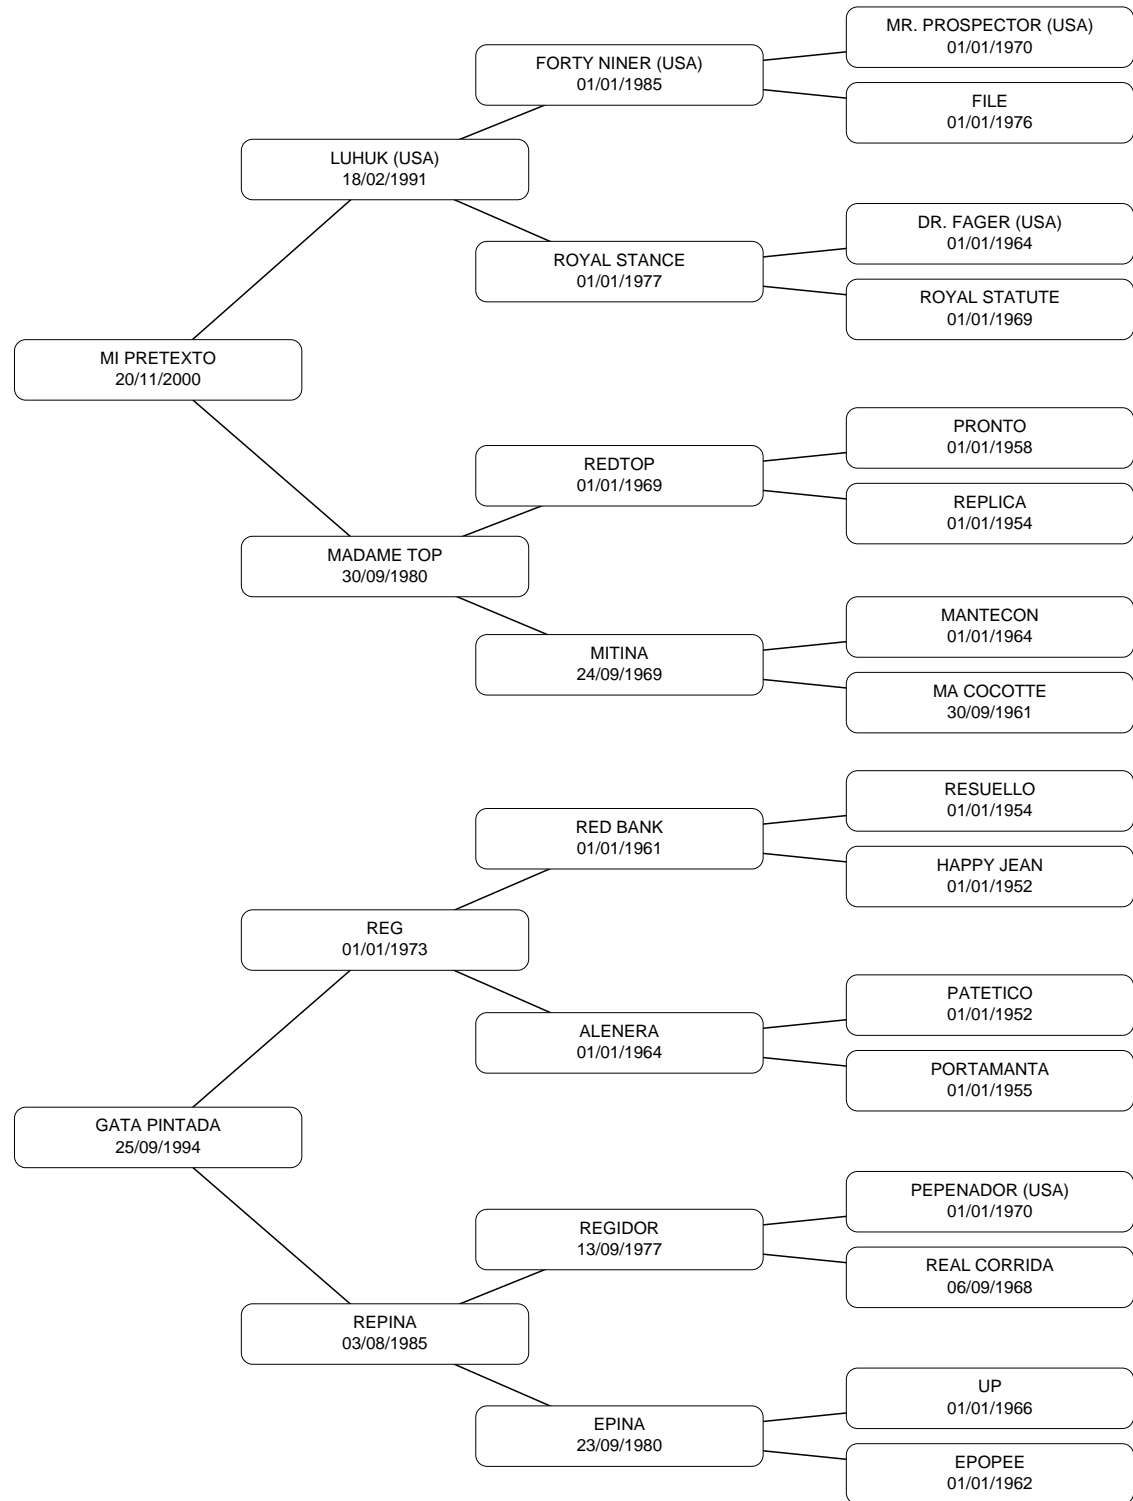 MR. PROSPECTOR (USA)
01/01/1970
FORTY NINER (USA)
01/01/1985
FILE
01/01/1976
LUHUK (USA)
18/02/1991
DR. FAGER (USA)
01/01/1964
ROYAL STANCE
01/01/1977
ROYAL STATUTE
01/01/1969
MI PRETEXTO
20/11/2000
PRONTO
01/01/1958
REDTOP
01/01/1969
REPLICA
01/01/1954
MADAME TOP
30/09/1980
MANTECON
01/01/1964
MITINA
24/09/1969
MA COCOTTE
30/09/1961
RESUELLO
01/01/1954
RED BANK
01/01/1961
HAPPY JEAN
01/01/1952
REG
01/01/1973
PATETICO
01/01/1952
ALENERA
01/01/1964
PORTAMANTA
01/01/1955
GATA PINTADA
25/09/1994
PEPENADOR (USA)
01/01/1970
REGIDOR
13/09/1977
REAL CORRIDA
06/09/1968
REPINA
03/08/1985
UP
01/01/1966
EPINA
23/09/1980
EPOPEE
01/01/1962